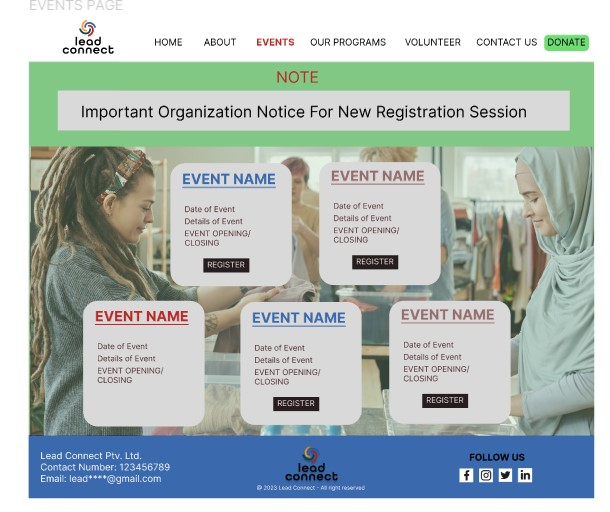 EVENTS PAGE
lead
connect
HOME ABOUT EVENTS OUR PROGRAMS VOLUNTEER CONTACT US DONATE
NOTE
Important Organization Notice For New Registration Session
EVENT NAME
Date of Event
Details of Event
EVENT OPENING/
CLOSING
REGISTER
EVENT NAME
Date of Event
Details of Event
EVENT OPENING/
CLOSING
REGISTER
EVENT NAME
Date of Event
Details of Event
EVENT OPENING/
CLOSING
EVENT NAME
Date of Event
Details of Event
EVENT OPENING/
CLOSING
REGISTER
EVENT NAME
Date of Event
Details of Event
EVENT OPENING/
CLOSING
REGISTER
Lead Connect Ptv. Ltd.
Contact Number: 123456789
Email: lead****@gmail.com
lead
connect
© 2023 Lead Connect - All right reserved
FOLLOW US